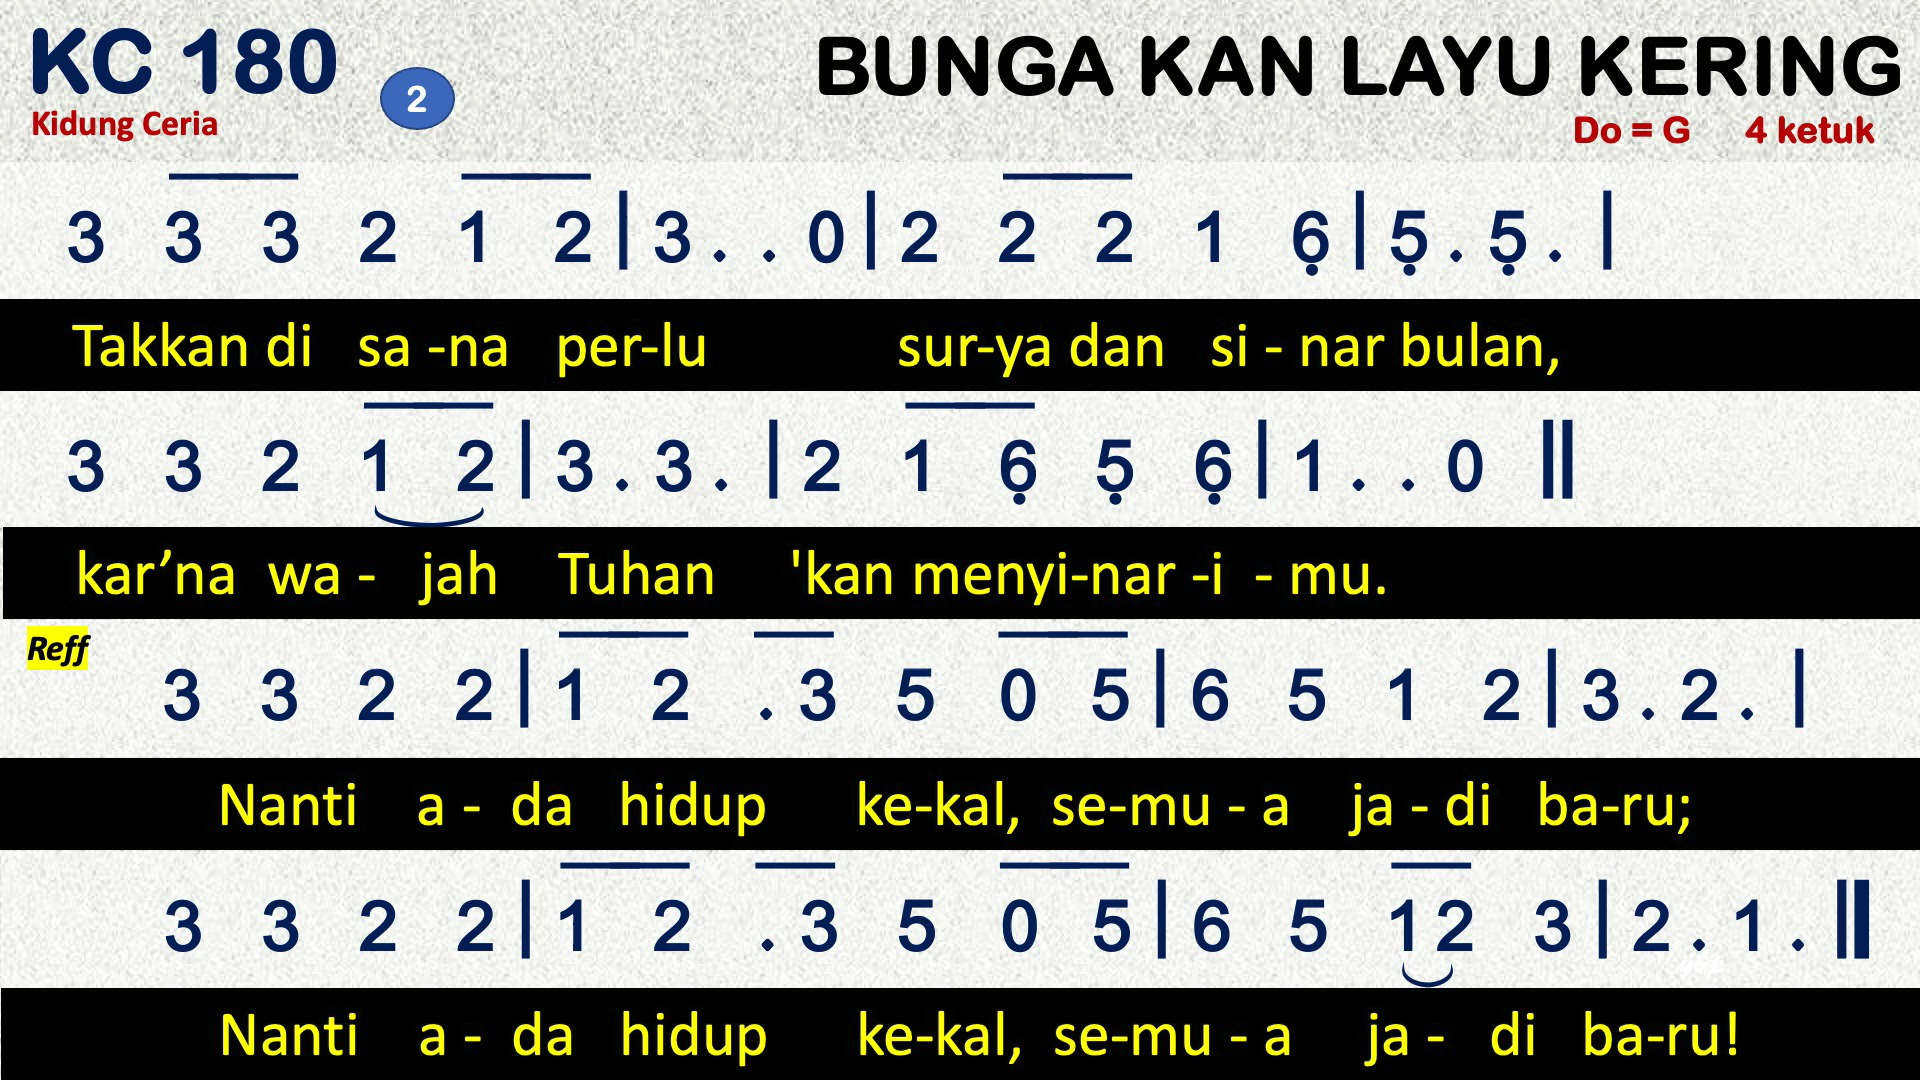 KC 180
2
BUNGA KAN LAYU KERING
Kidung Ceria
Do = G 4 ketuk
3 3 3 2 1 2 | 3 . . 0 | 2 2 2 1 6̣ | 5̣ . 5̣ . |
Takkan di sa -na per-lu sur-ya dan si - nar bulan,
3 3 2 1 2 | 3 . 3 . | 2 1 6̣ 5̣ 6̣ | 1 . . 0 ||
kar’na wa - jah Tuhan 'kan menyi-nar -i - mu.
Reff
3 3 2 2 | 1 2 . 3 5 0 5 | 6 5 1 2 | 3 . 2 . |
Nanti a - da hidup ke-kal, se-mu - a ja - di ba-ru;
3 3 2 2 | 1 2 . 3 5 0 5 | 6 5 1 2 3 | 2 . 1 . ||
Nanti a - da hidup ke-kal, se-mu - a ja - di ba-ru!